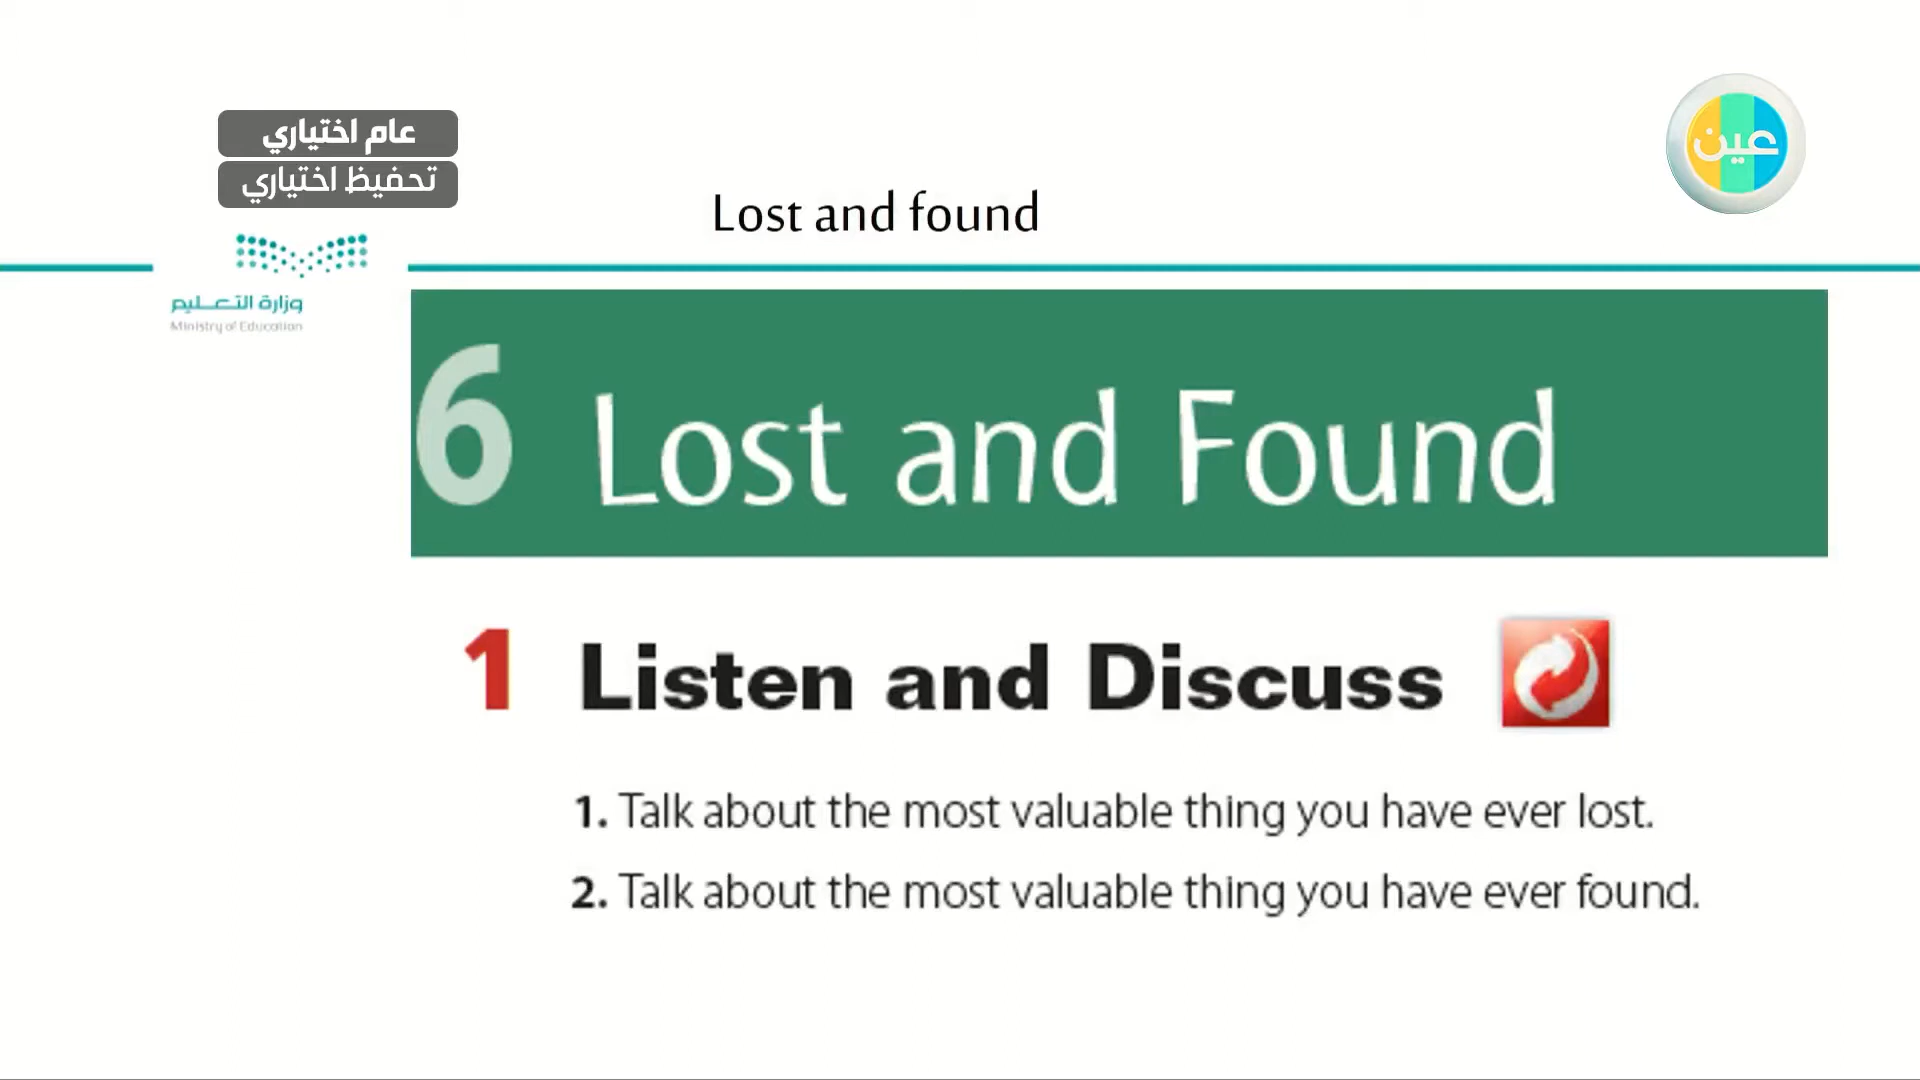 عام اختياري
تحفيظ اختياري
عين
Lost and found
وزارة التعليم
Ministry of Education
6 Lost and Found
1 Listen and Discuss
1. Talk about the most valuable thing you have ever lost.
2. Talk about the most valuable thing you have ever found.